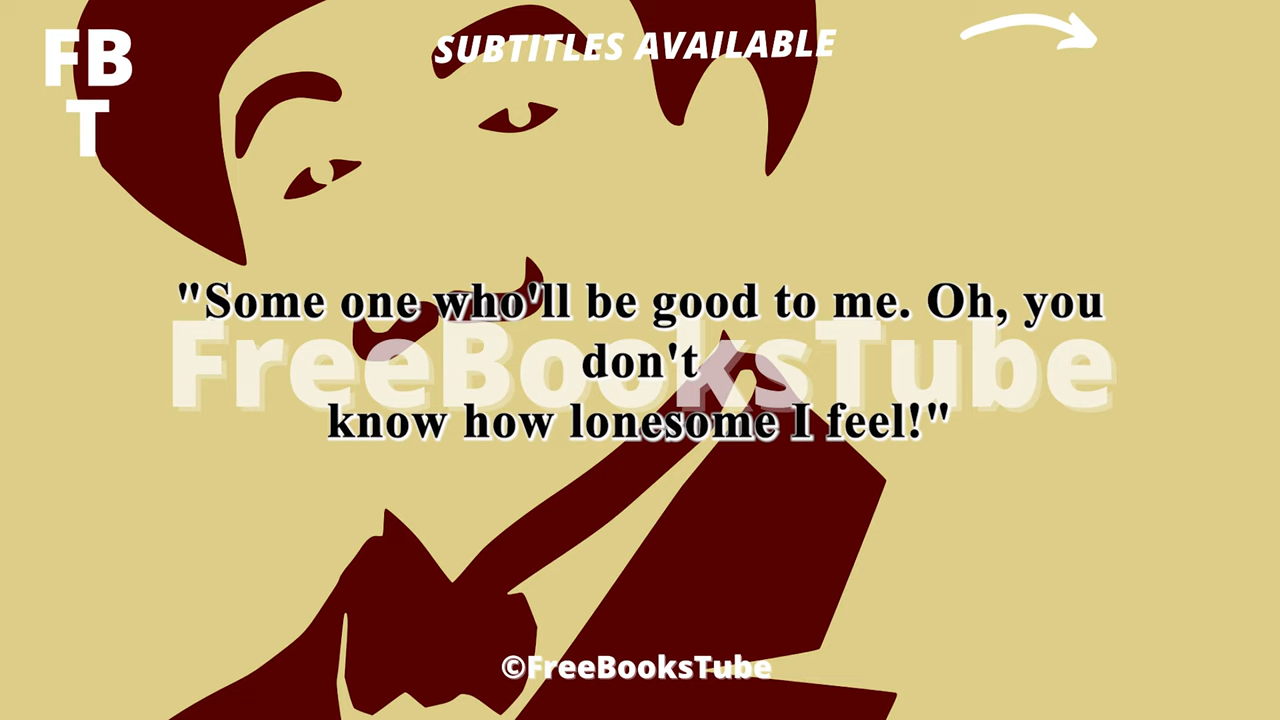 FB
T
SUBTITLES AVAILABLE
"Some one who'll be good to me. Oh, you
don't
know how lonesome I feel!"
FreeBooksTube
©FreeBooksTube